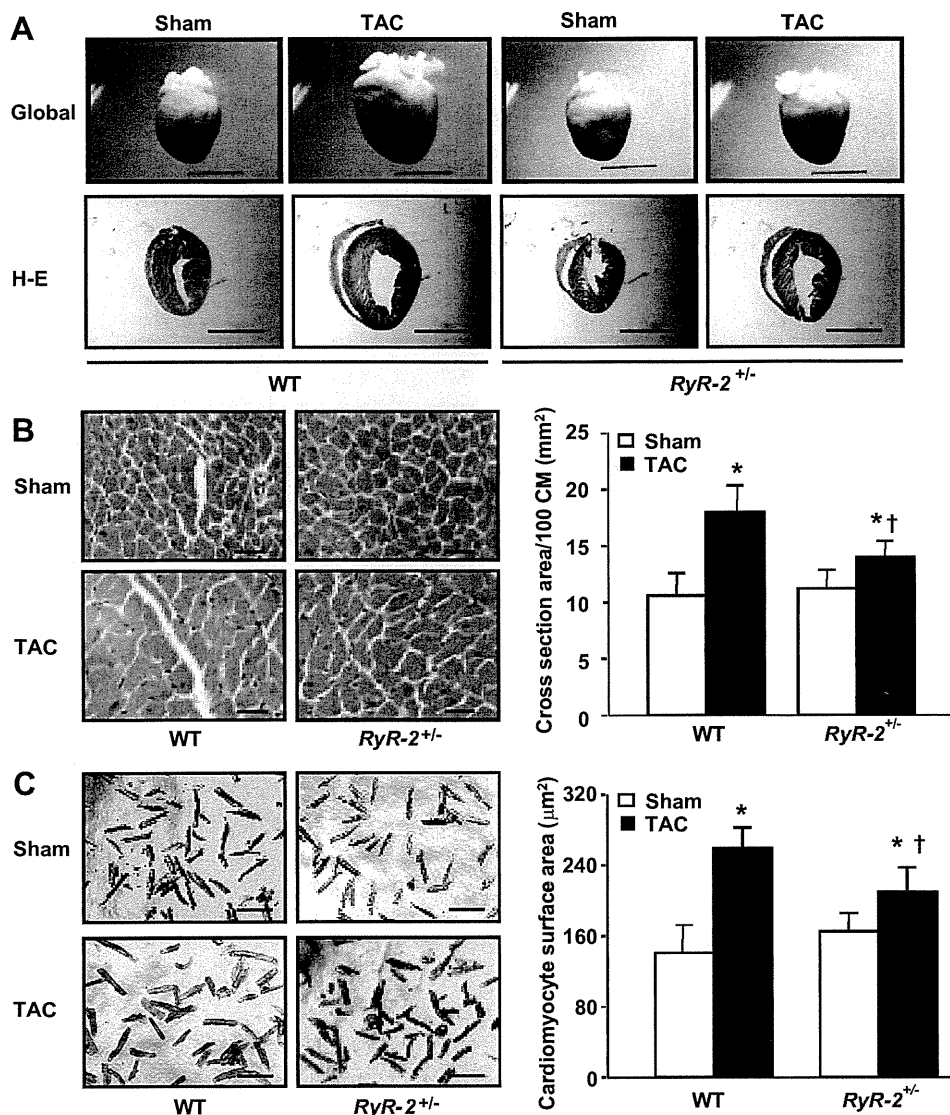 A
Sham TAC Sham TAC
Global
H-E
WT RyR-2+/-
B
Sham
TAC
WT RyR-2+/-
Cross section area/100 CM (mm²)
25
20
15
10
5
0
Sham
TAC
*
*†
WT RyR-2+/-
C
Sham
TAC
WT RyR-2+/-
Cardiomyocyte surface area (μm²)
320
240
160
80
0
Sham
TAC
*
* †
WT RyR-2+/-